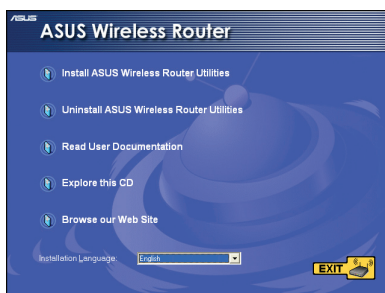 ASUS
ASUS Wireless Router
Install ASUS Wireless Router Utilities
Uninstall ASUS Wireless Router Utilities
Read User Documentation
Explore this CD
Browse our Web Site
Installation Language: English
EXIT